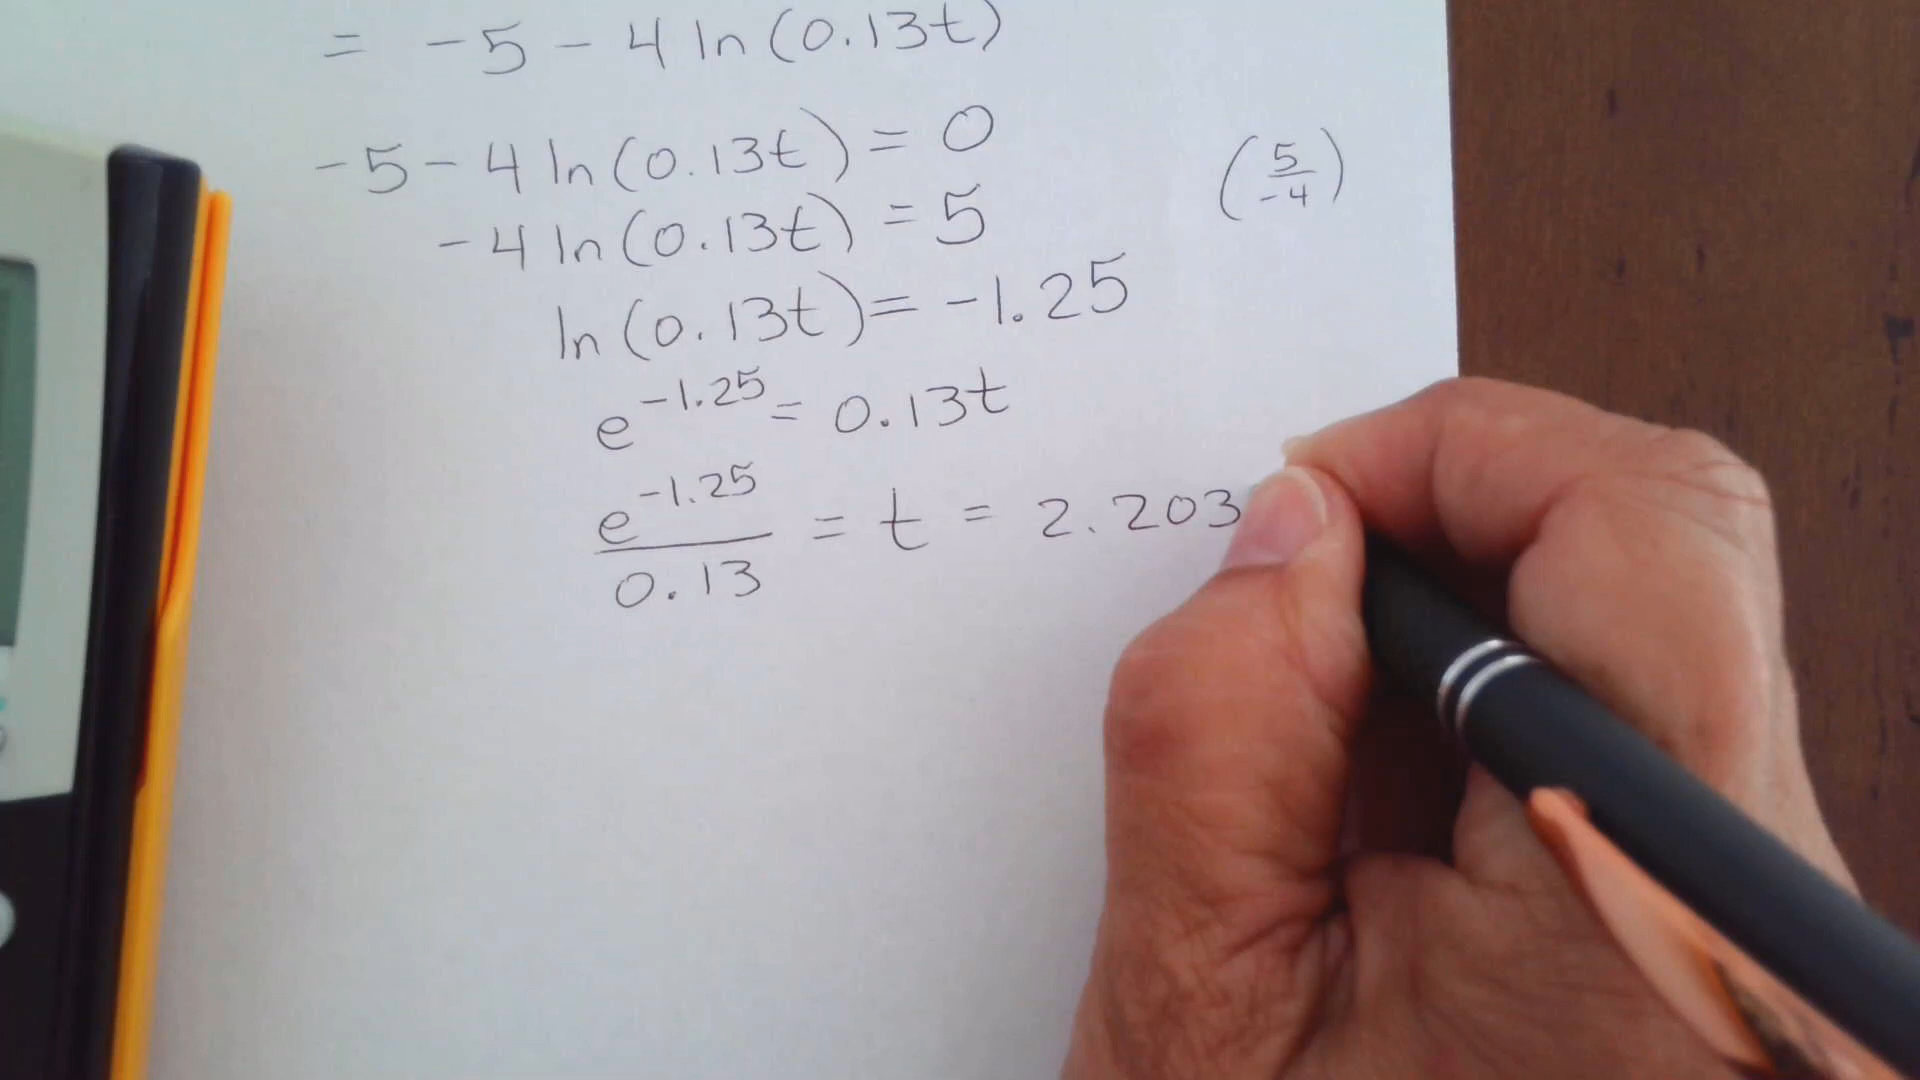 = -5 - 4 ln(0.13t)
-5 - 4 ln(0.13t) = 0
-4 ln(0.13t) = 5 (5/-4)
ln(0.13t) = -1.25
e^-1.25 = 0.13t
e^-1.25/0.13 = t = 2.203